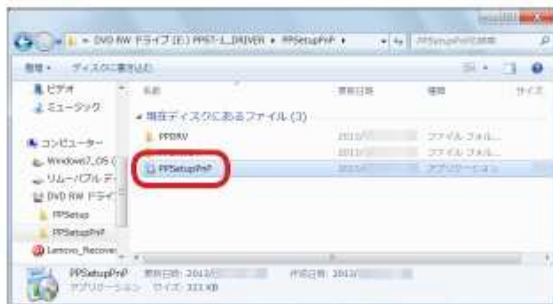 DVD RW ドライブ (E:) PP67-1_DRIVER ▸ PPSetupPnP ▸
整理 ▼ ディスクに書き込む
ビデオ
ミュージック
コンピューター
Windows7_OS (
リムーバブル デ
DVD RW ドライ
PPSetup
PPSetupPnP
Lenovo_Recover
名前 更新日時 種類 サイズ
現在ディスクにあるファイル (3)
PPDRV 2013/ ファイル フォル...
2013/ ファイル フォル...
PPSetupPnP 2013/ アプリケーション
PPSetupPnP 更新日時: 2013/ 作成日時: 2013/
アプリケーション サイズ: 323 KB